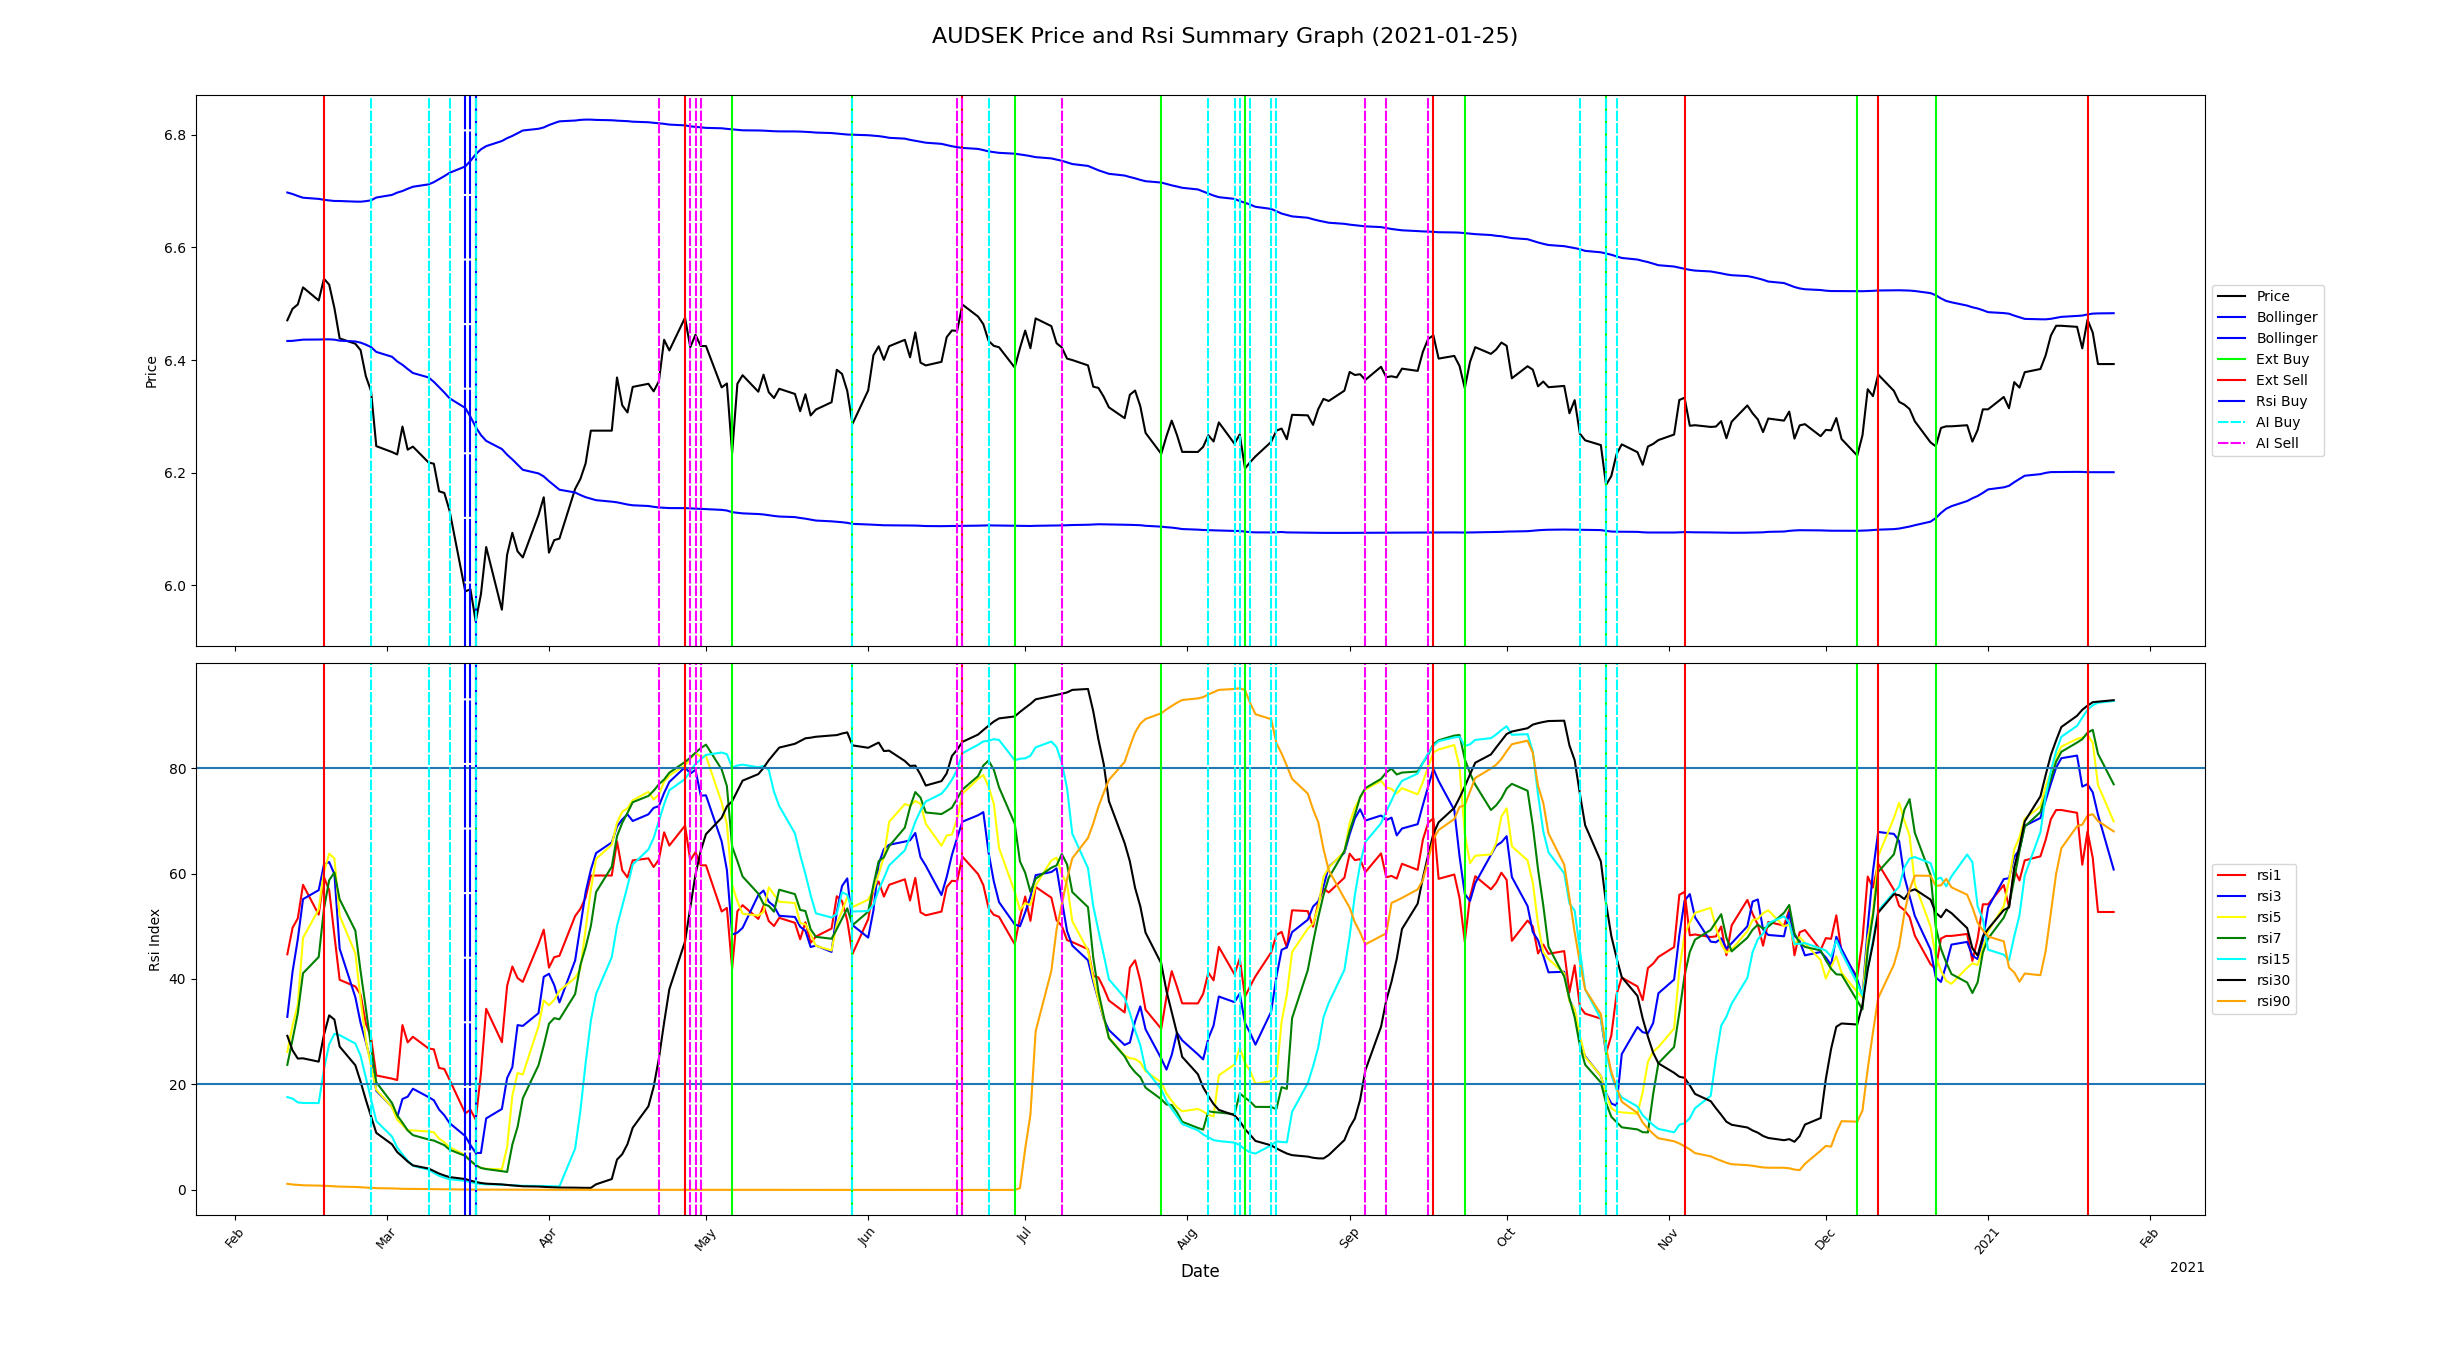 AUDSEK Price and Rsi Summary Graph (2021-01-25)
6.8
6.6
6.4
6.2
6.0
Price
Price
Bollinger
Bollinger
Ext Buy
Ext Sell
Rsi Buy
AI Buy
AI Sell
80
60
40
20
0
Rsi Index
rsi1
rsi3
rsi5
rsi7
rsi15
rsi30
rsi90
Feb
Mar
Apr
May
Jun
Jul
Aug
Sep
Oct
Nov
Dec
2021
Feb
Date
2021